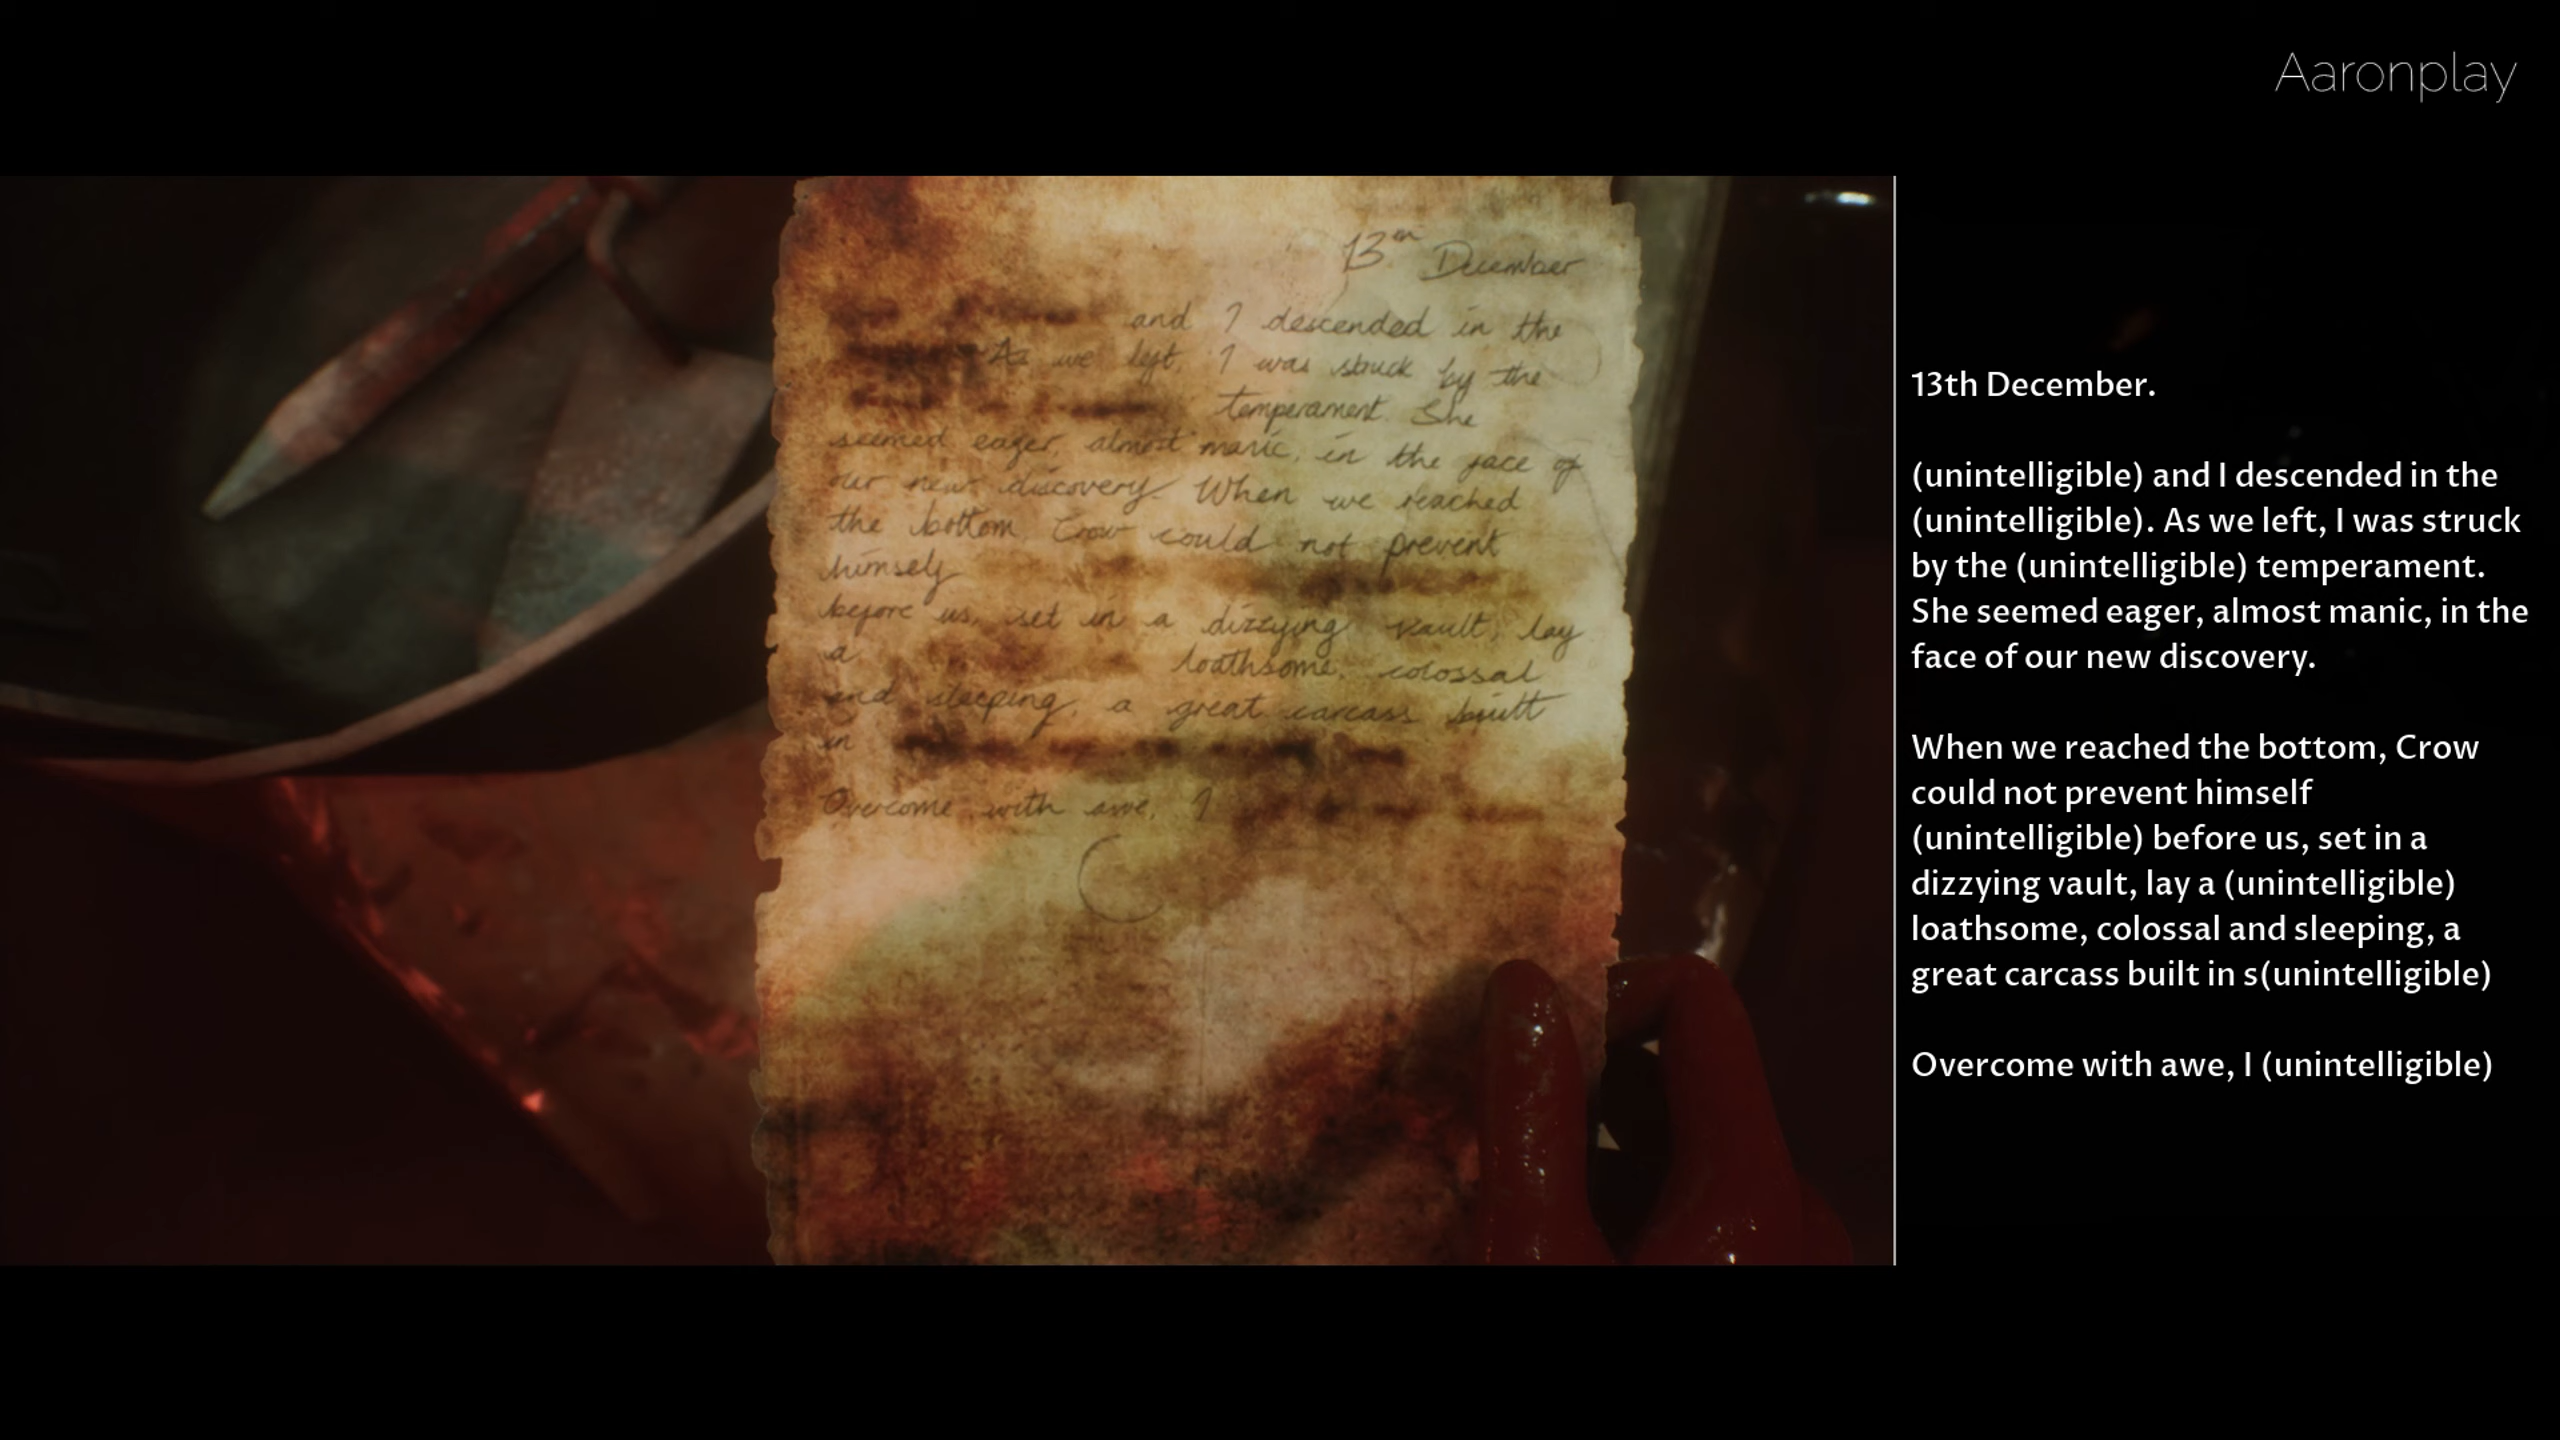 Aaronplay
13th December
and I descended in the
As we left, I was struck by the
temperament. She
seemed eager, almost manic, in the face of
our new discovery. When we reached
the bottom, Crow could not prevent
himself
before us, set in a dizzying vault, lay
a loathsome, colossal
and sleeping, a great carcass built
in
Overcome with awe, I
13th December.
(unintelligible) and I descended in the
(unintelligible). As we left, I was struck
by the (unintelligible) temperament.
She seemed eager, almost manic, in the
face of our new discovery.
When we reached the bottom, Crow
could not prevent himself
(unintelligible) before us, set in a
dizzying vault, lay a (unintelligible)
loathsome, colossal and sleeping, a
great carcass built in s(unintelligible)
Overcome with awe, I (unintelligible)